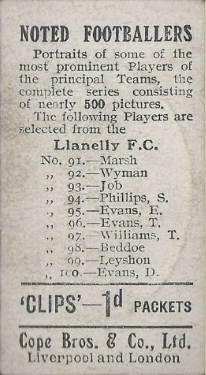 NOTED FOOTBALLERS
Portraits of some of the
most prominent Players of
the principal Teams, the
complete series consisting
of nearly 500 pictures.
The following Players are
selected from the
Llanelly F.C.
No. 91.—Marsh
„ 92.—Wyman
„ 93.—Job
„ 94.—Phillips, S.
„ 95.—Evans, E.
„ 96.—Evans, T.
„ 97.—Williams, T.
„ 98.—Beddoe
„ 99.—Leyshon
„ 100.—Evans, D.
'CLIPS'—1d PACKETS
Cope Bros. & Co., Ltd.
Liverpool and London